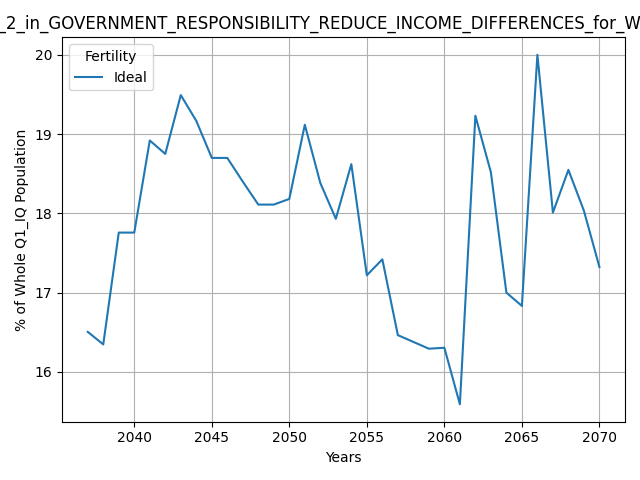 _2_in_GOVERNMENT_RESPONSIBILITY_REDUCE_INCOME_DIFFERENCES_for_W
Fertility
Ideal
% of Whole Q1_IQ Population
20
19
18
17
16
2040 2045 2050 2055 2060 2065 2070
Years